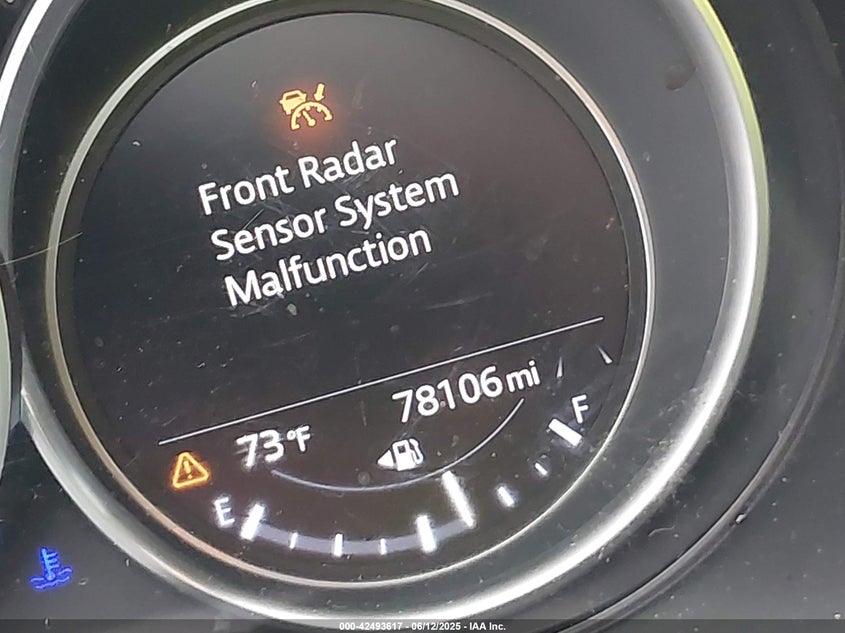 Front Radar
Sensor System
Malfunction
78106 mi
73°F
E
F
000-42493617 - 06/12/2025 - IAA Inc.